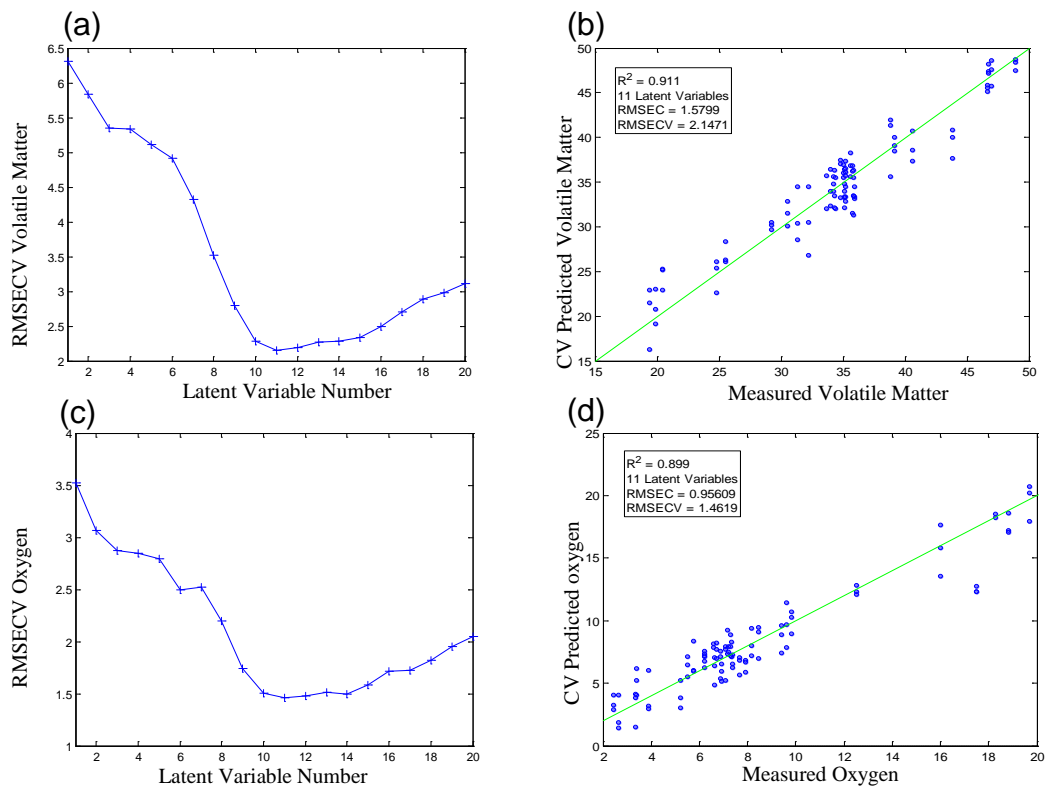 (a)
6.5
6
5.5
5
4.5
4
3.5
3
2.5
2
2 4 6 8 10 12 14 16 18 20
RMSECV Volatile Matter
Latent Variable Number
(b)
50
45
40
35
30
25
20
15
15 20 25 30 35 40 45 50
R² = 0.911
11 Latent Variables
RMSEC = 1.5799
RMSECV = 2.1471
CV Predicted Volatile Matter
Measured Volatile Matter
(c)
4
3.5
3
2.5
2
1.5
1
2 4 6 8 10 12 14 16 18 20
RMSECV Oxygen
Latent Variable Number
(d)
25
20
15
10
5
0
2 4 6 8 10 12 14 16 18 20
R² = 0.899
11 Latent Variables
RMSEC = 0.95609
RMSECV = 1.4619
CV Predicted oxygen
Measured Oxygen